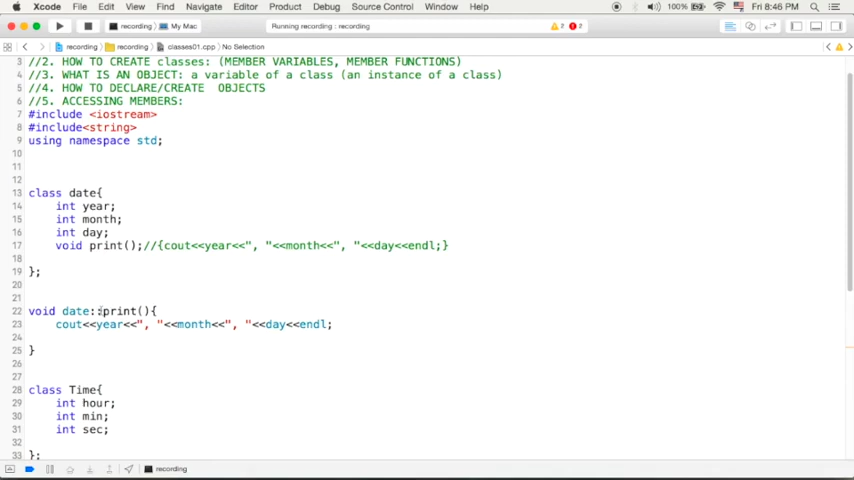 Xcode File Edit View Find Navigate Editor Product Debug Source Control Window Help 100% Fri 8:46 PM
recording My Mac Running recording : recording 7 7
recording recording classes01.cpp No Selection
3 //2. HOW TO CREATE classes: (MEMBER VARIABLES, MEMBER FUNCTIONS)
4 //3. WHAT IS AN OBJECT: a variable of a class (an instance of a class)
5 //4. HOW TO DECLARE/CREATE  OBJECTS
6 //5. ACCESSING MEMBERS:
7 #include <iostream>
8 #include<string>
9 using namespace std;
10
11
12
13 class date{
14     int year;
15     int month;
16     int day;
17     void print();//{cout<<year<<", "<<month<<", "<<day<<endl;}
18
19 };
20
21
22 void date::print(){
23     cout<<year<<", "<<month<<", "<<day<<endl;
24
25 }
26
27
28 class Time{
29     int hour;
30     int min;
31     int sec;
32
33 };
recording